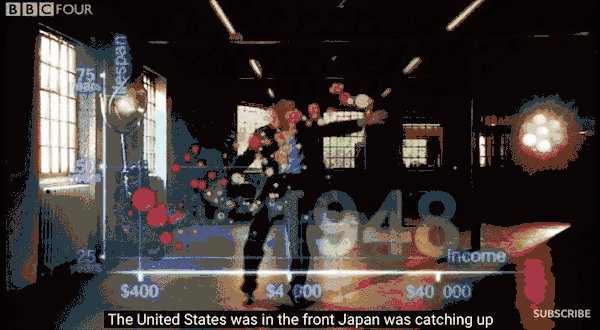 BBC FOUR
lifespan
75
years
25
1948
Income
$400
$4 000
$40 000
SUBSCRIBE
The United States was in the front Japan was catching up